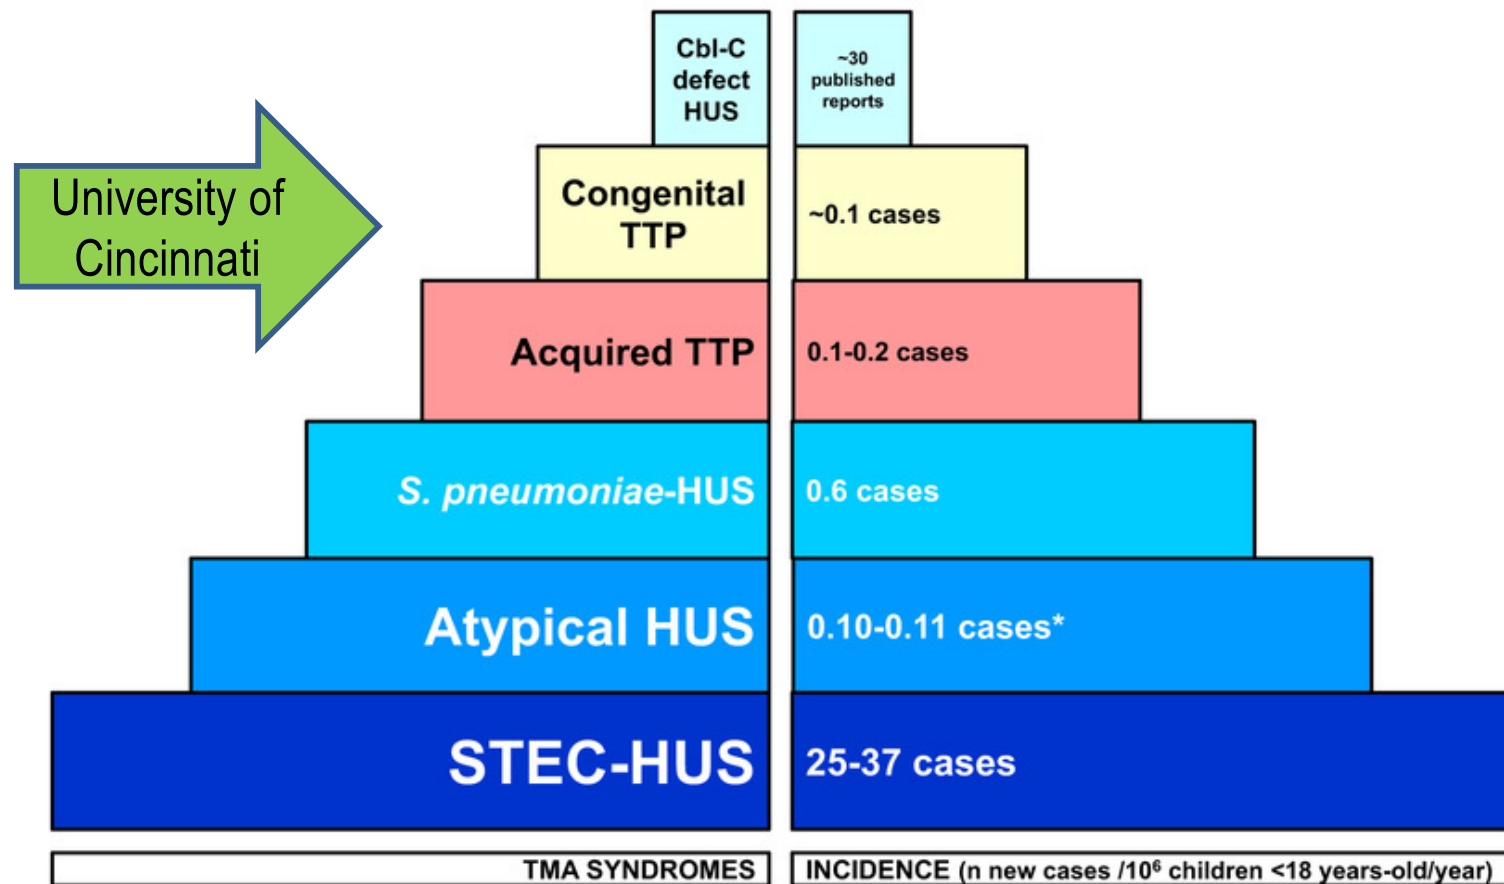 Cbl-C
defect
HUS
~30
published
reports
University of
Cincinnati
Congenital
TTP
~0.1 cases
Acquired TTP
0.1-0.2 cases
S. pneumoniae-HUS
0.6 cases
Atypical HUS
0.10-0.11 cases*
STEC-HUS
25-37 cases
TMA SYNDROMES
INCIDENCE (n new cases /10⁶ children <18 years-old/year)